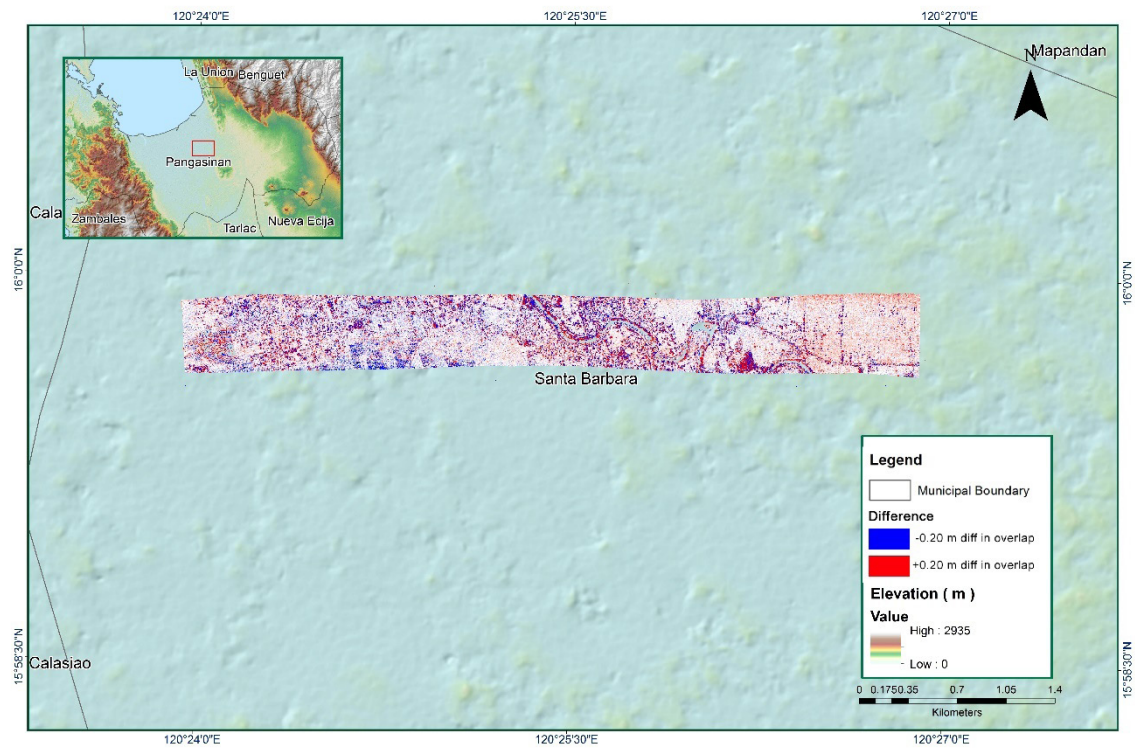 120°24'0"E 120°25'30"E 120°27'0"E
Mapandan
N
La Union Benguet
Pangasinan
Zambales
Tarlac
Nueva Ecija
Cala
16°0'0"N
16°0'0"N
Santa Barbara
Legend
Municipal Boundary
Difference
-0.20 m diff in overlap
+0.20 m diff in overlap
Elevation ( m )
Value
High : 2935
Low : 0
Calasiao
15°58'30"N
15°58'30"N
0 0.1750.35 0.7 1.05 1.4
Kilometers
120°24'0"E 120°25'30"E 120°27'0"E